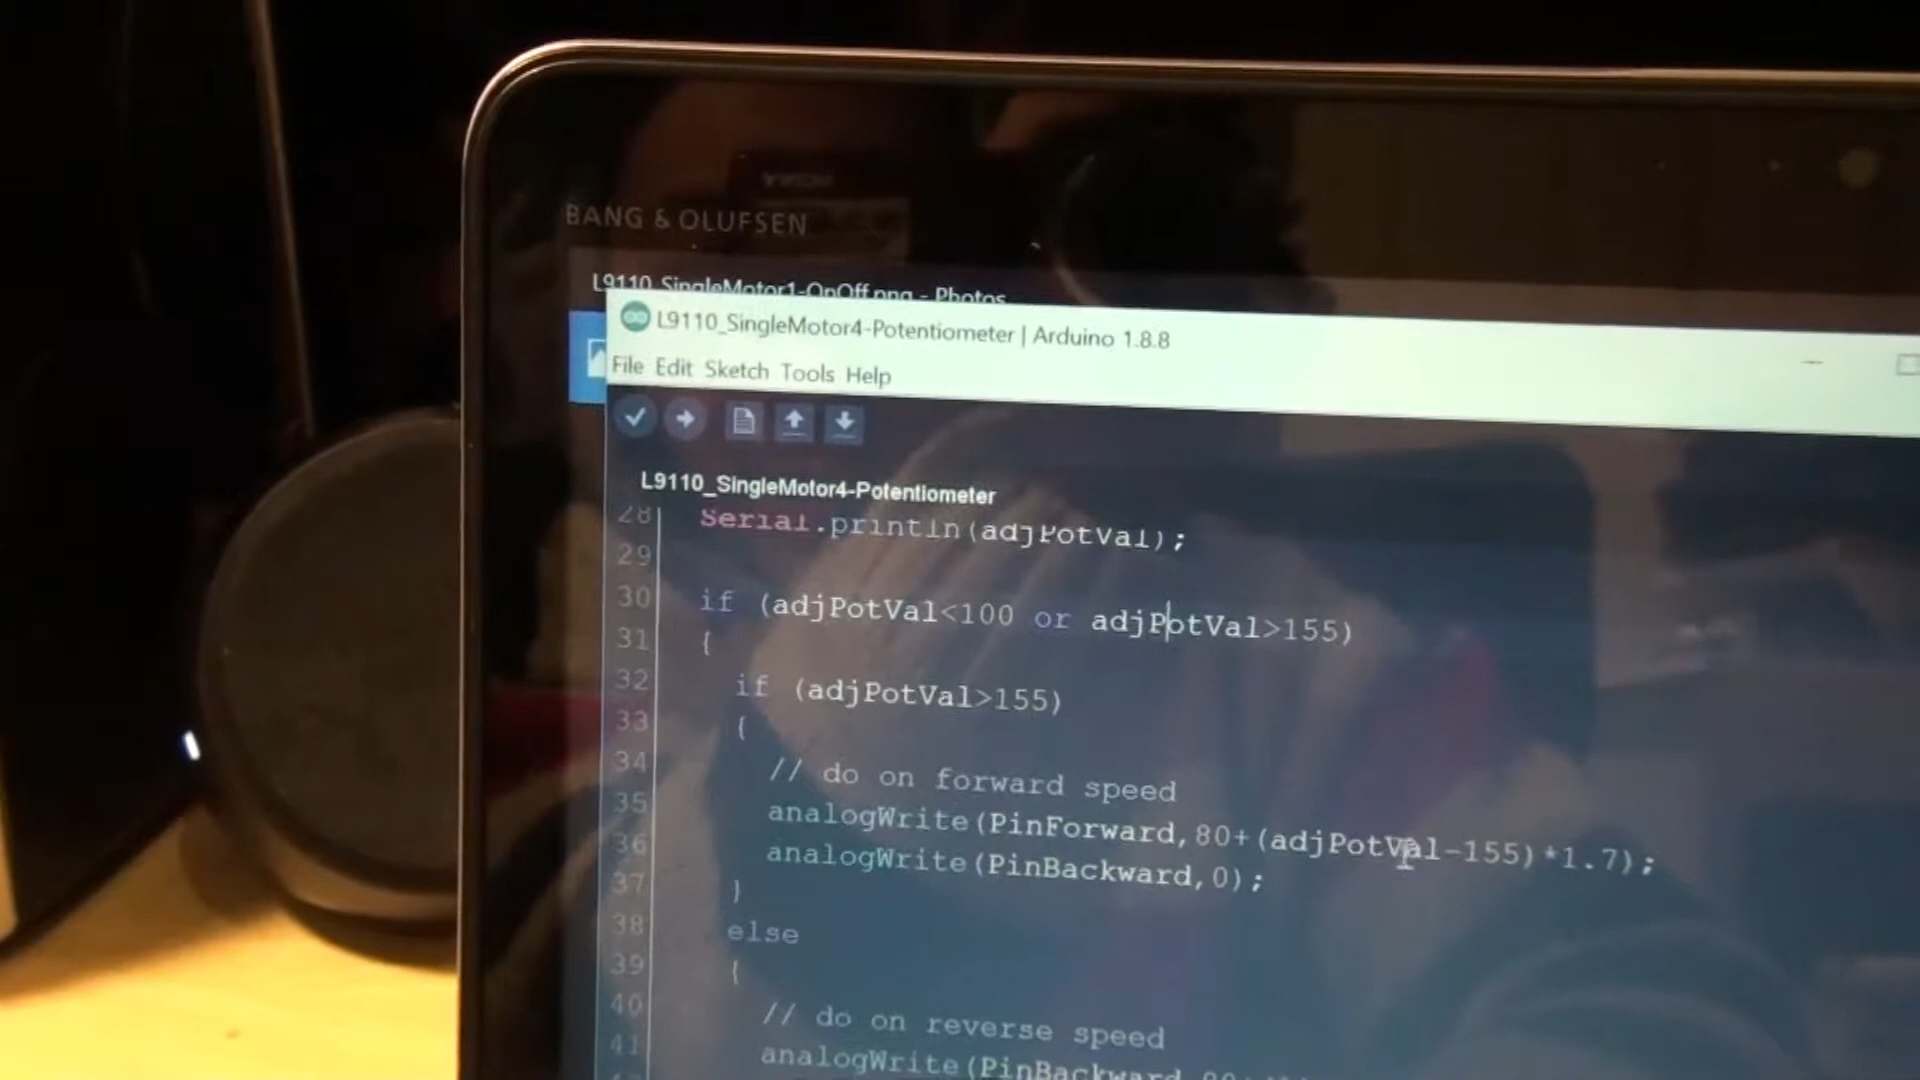 BANG & OLUFSEN
L9110_SingleMotor1-OnOff.png - Photos
L9110_SingleMotor4-Potentiometer | Arduino 1.8.8
File Edit Sketch Tools Help
L9110_SingleMotor4-Potentiometer
28 Serial.println(adjPotVal);
29
30 if (adjPotVal<100 or adjPotVal>155)
31 {
32 if (adjPotVal>155)
33 {
34 // do on forward speed
35 analogWrite(PinForward,80+(adjPotVal-155)*1.7);
36 analogWrite(PinBackward,0);
37 }
38 else
39 {
40 // do on reverse speed
41 analogWrite(PinBackward